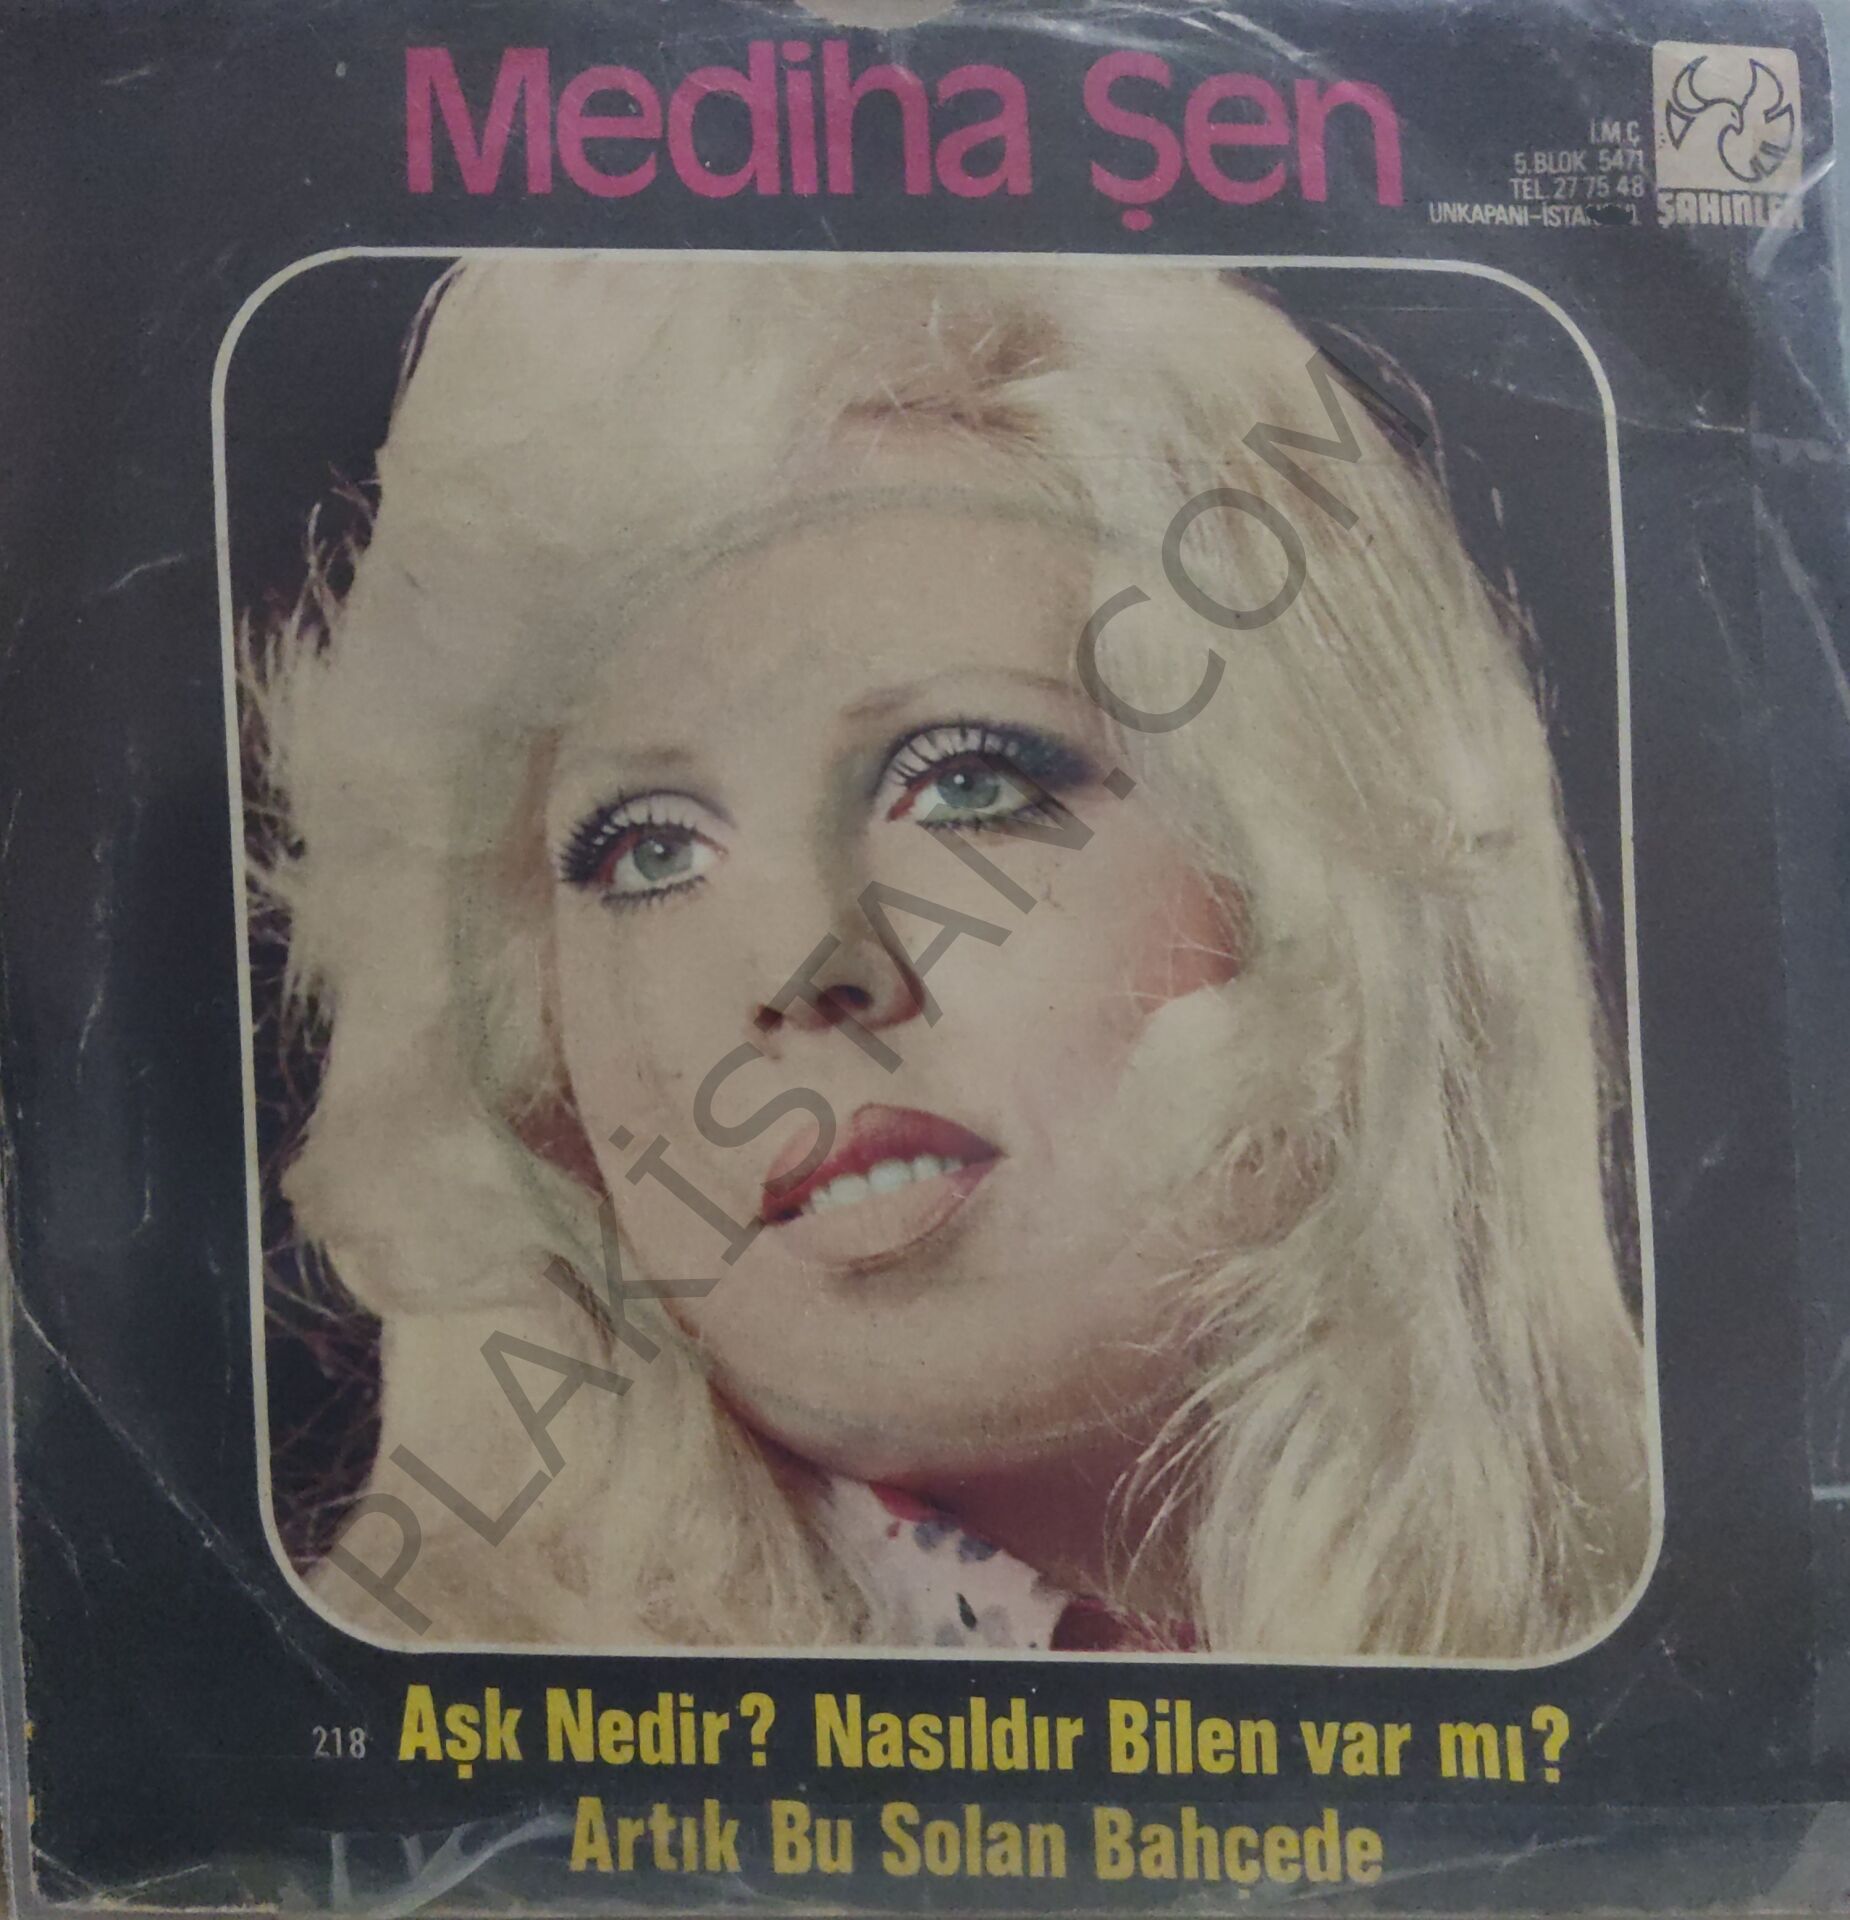 Mediha Şen
İ.M.Ç
5.BLOK 5471
TEL.27 75 48
UNKAPANI-
ŞAHİNLER
PLAKİSTAN.COM
218 Aşk Nedir? Nasıldır Bilen var mı?
Artık Bu Solan Bahçede